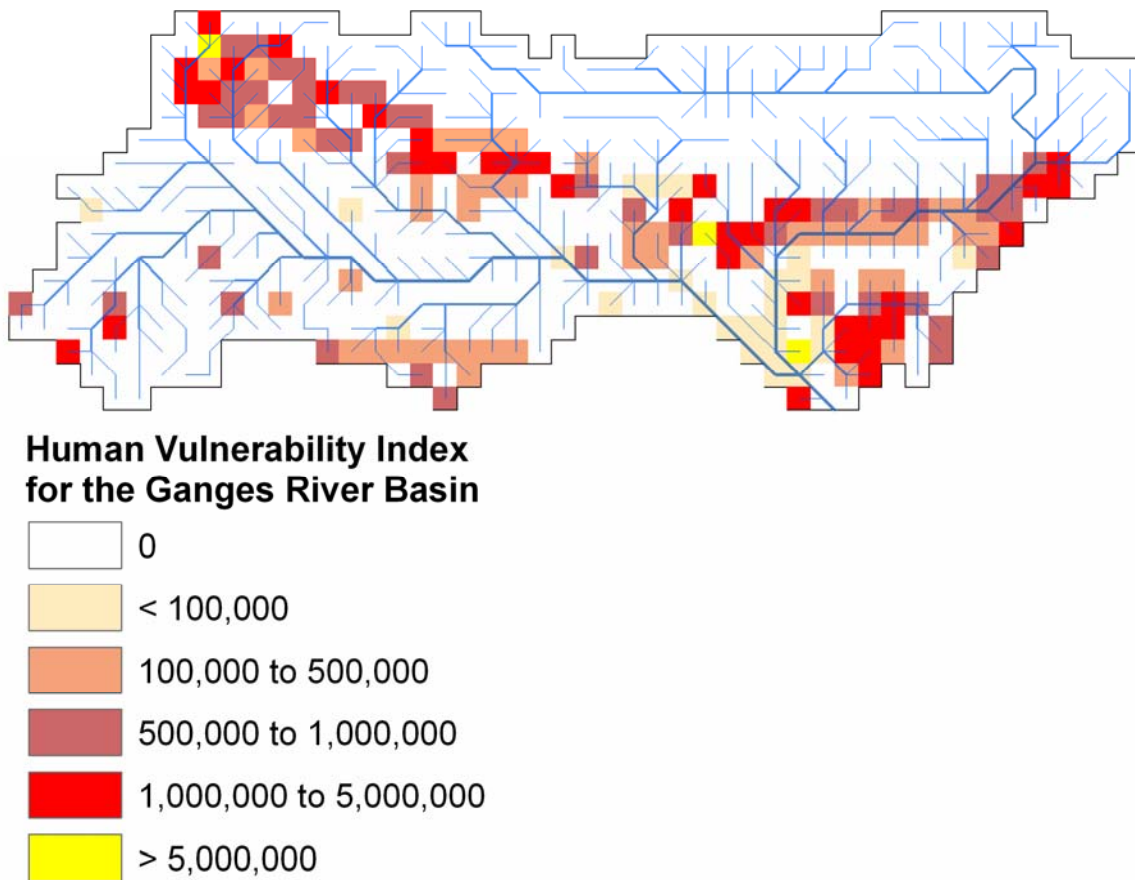 Human Vulnerability Index
for the Ganges River Basin
0
< 100,000
100,000 to 500,000
500,000 to 1,000,000
1,000,000 to 5,000,000
> 5,000,000